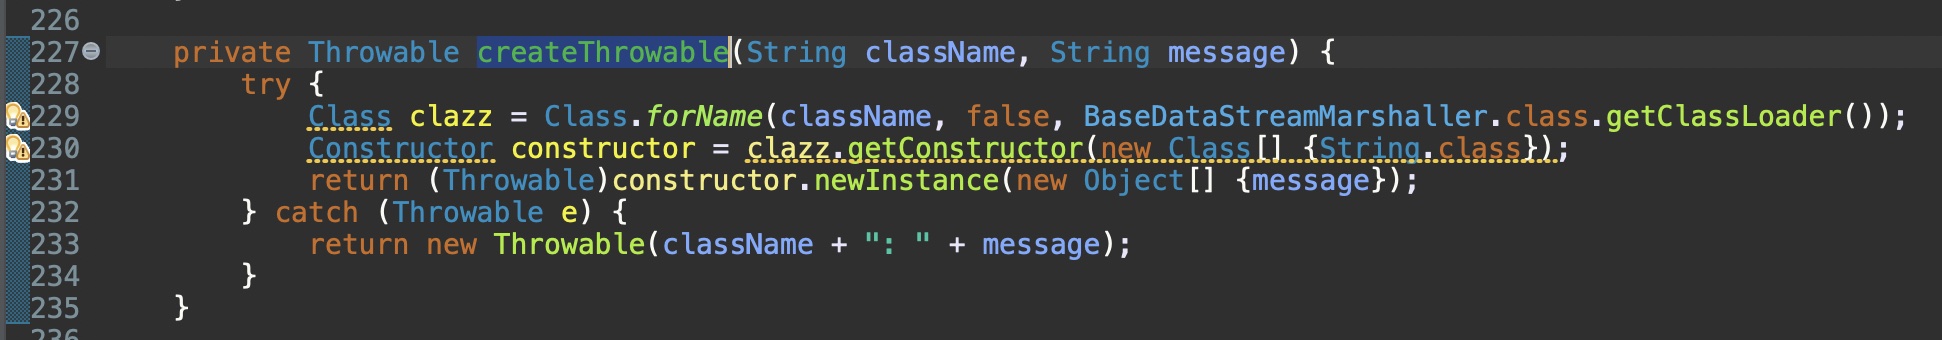 226
227 private Throwable createThrowable(String className, String message) {
228 try {
229 Class clazz = Class.forName(className, false, BaseDataStreamMarshaller.class.getClassLoader());
230 Constructor constructor = clazz.getConstructor(new Class[] {String.class});
231 return (Throwable)constructor.newInstance(new Object[] {message});
232 } catch (Throwable e) {
233 return new Throwable(className + ": " + message);
234 }
235 }
236